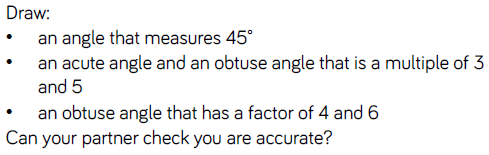 Draw:
• an angle that measures 45°
• an acute angle and an obtuse angle that is a multiple of 3
and 5
• an obtuse angle that has a factor of 4 and 6
Can your partner check you are accurate?